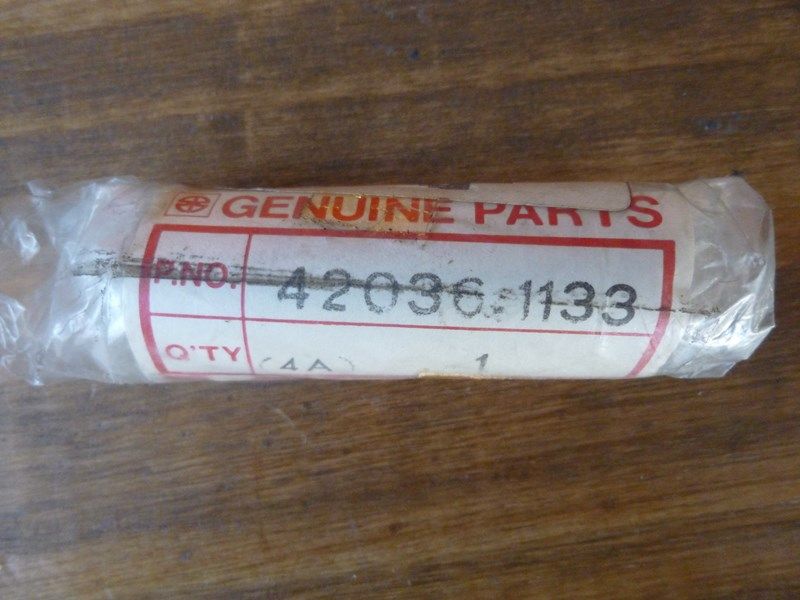 GENUINE PARTS
P.NO. 42036-1133
Q'TY (4A) 1